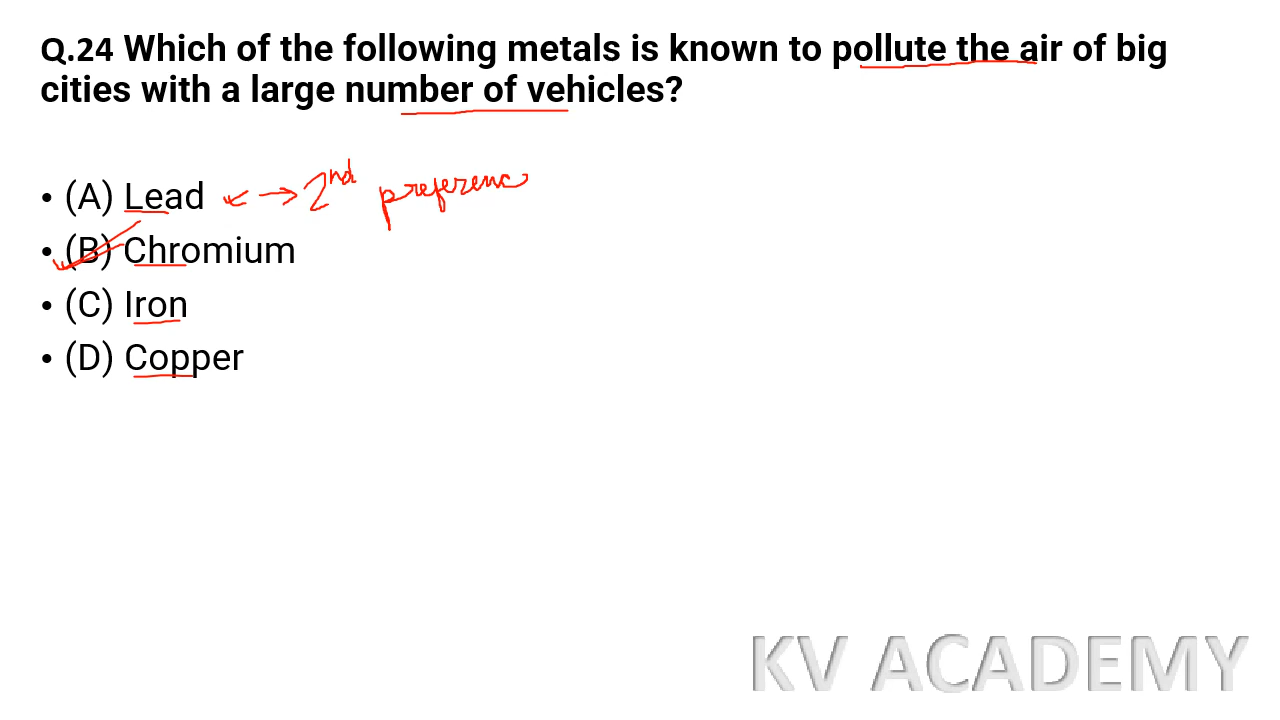 Q.24 Which of the following metals is known to pollute the air of big
cities with a large number of vehicles?
• (A) Lead → 2nd preferenc
• (B) Chromium
• (C) Iron
• (D) Copper
KV ACADEMY